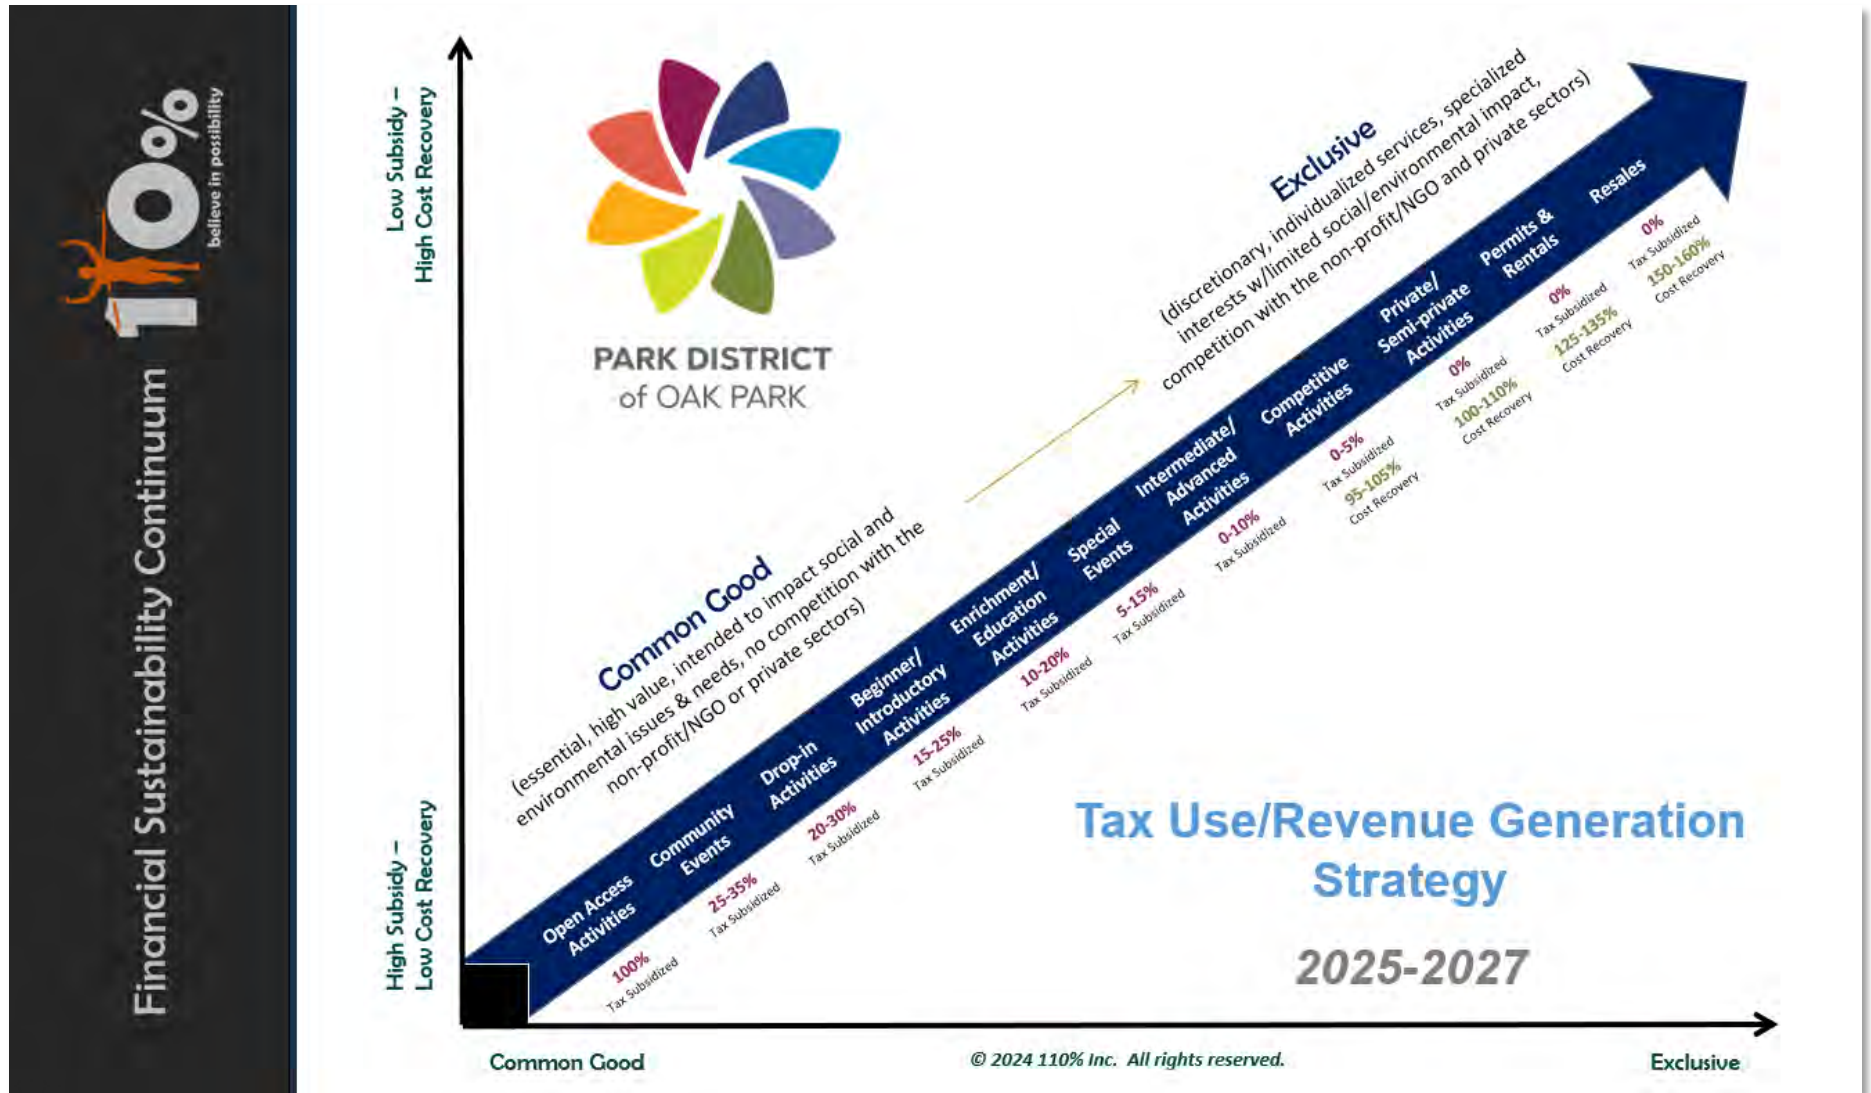 110%
believe in possibility
Financial Sustainability Continuum
Low Subsidy –
High Cost Recovery
High Subsidy –
Low Cost Recovery
PARK DISTRICT
of OAK PARK
Common Good
(essential, high value, intended to impact social and
environmental issues & needs, no competition with the
non-profit/NGO or private sectors)
Exclusive
(discretionary, individualized services, specialized
interests w/limited social/environmental impact,
competition with the non-profit/NGO and private sectors)
Open Access
Activities
100%
Tax Subsidized
Community
Events
25-35%
Tax Subsidized
Drop-in
Activities
20-30%
Tax Subsidized
Beginner/
Introductory
Activities
15-25%
Tax Subsidized
Enrichment/
Education
Activities
10-20%
Tax Subsidized
Special
Events
5-15%
Tax Subsidized
Intermediate/
Advanced
Activities
0-10%
Tax Subsidized
Competitive
Activities
0-5%
Tax Subsidized
95-105%
Cost Recovery
Private/
Semi-private
Activities
0%
Tax Subsidized
100-110%
Cost Recovery
Permits &
Rentals
0%
Tax Subsidized
125-135%
Cost Recovery
Resales
0%
Tax Subsidized
150-160%
Cost Recovery
Tax Use/Revenue Generation
Strategy
2025-2027
Common Good
© 2024 110% Inc. All rights reserved.
Exclusive